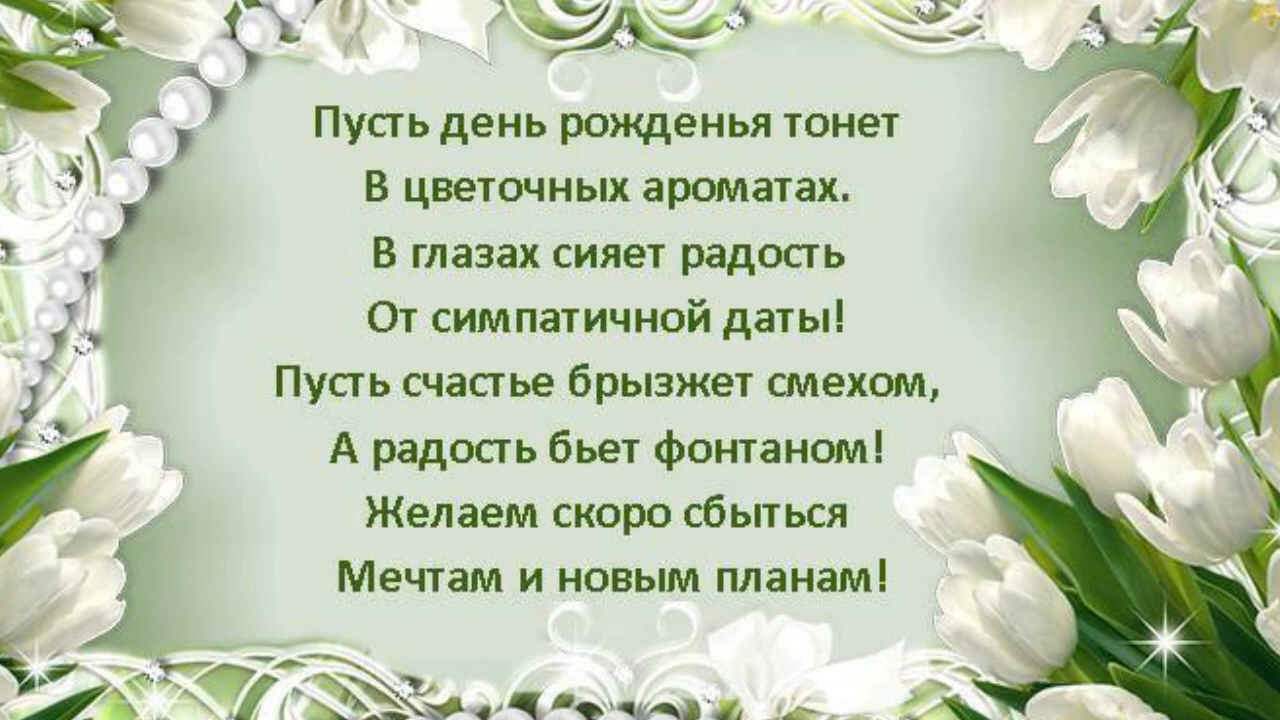 Пусть день рожденья тонет
В цветочных ароматах.
В глазах сияет радость
От симпатичной даты!
Пусть счастье брызжет смехом,
А радость бьет фонтаном!
Желаем скоро сбыться
Мечтам и новым планам!